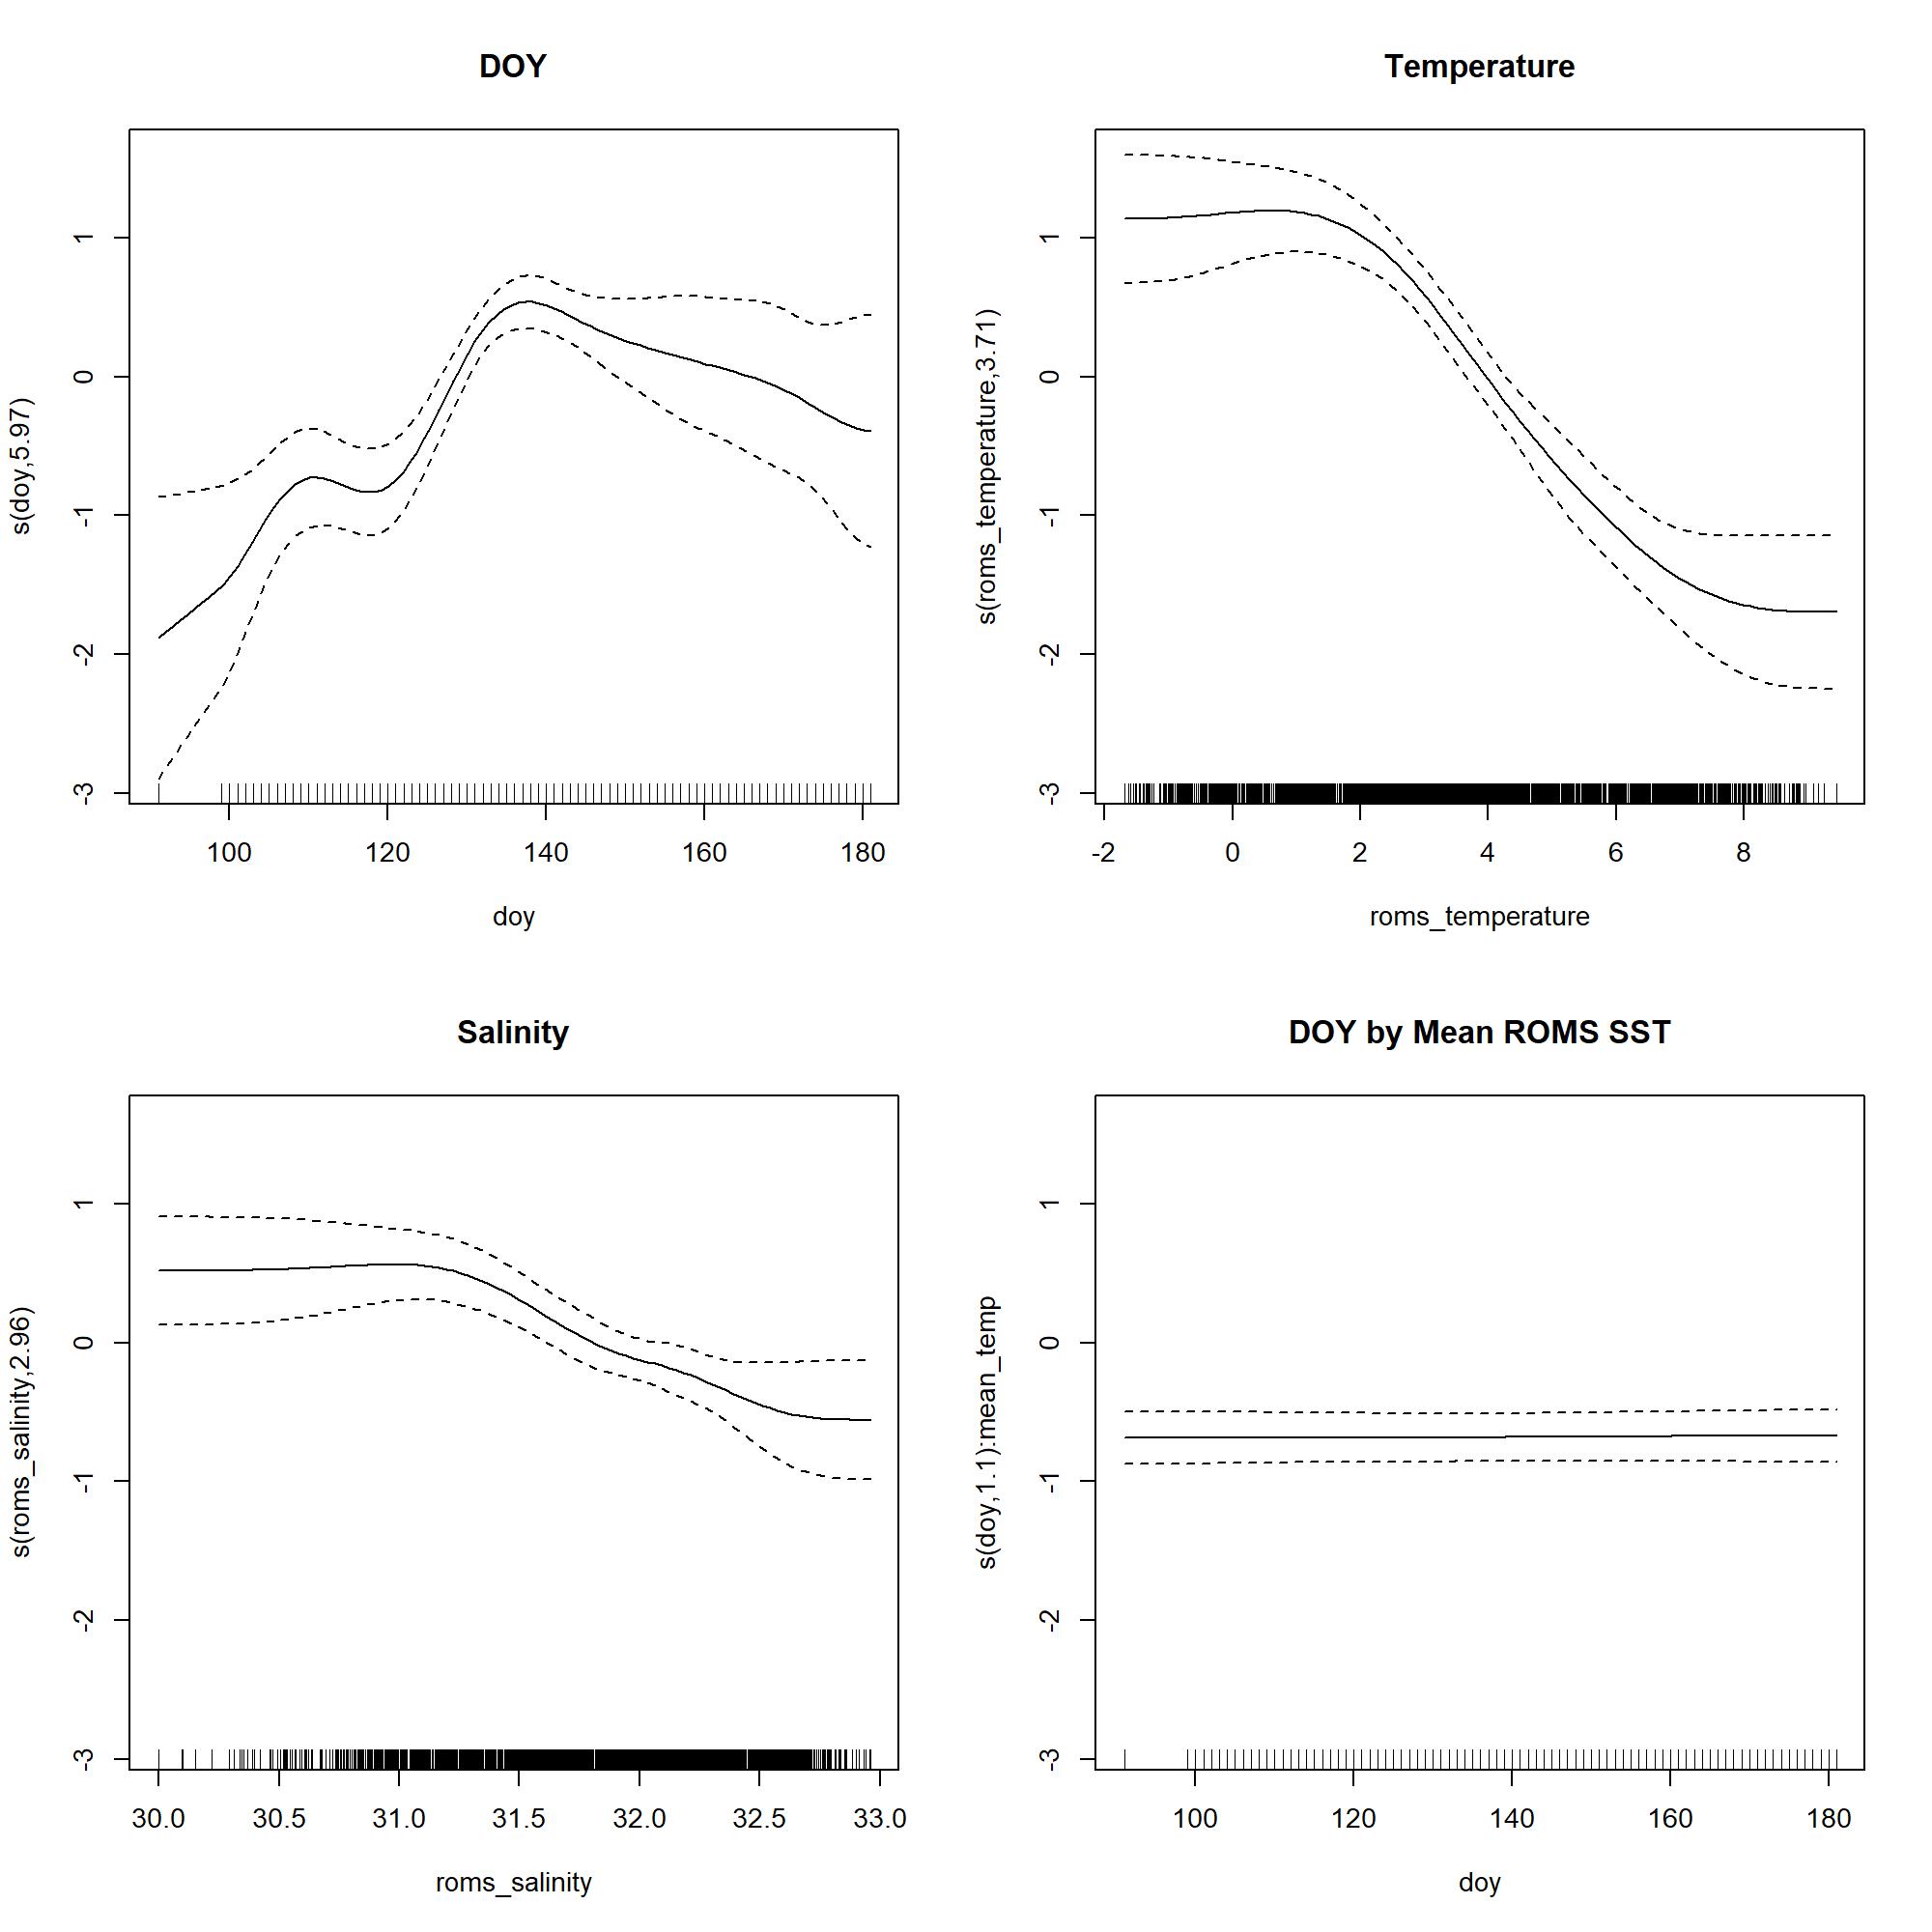 DOY
s(doy,5.97)
1
0
-1
-2
-3
100 120 140 160 180
doy
Temperature
s(roms_temperature,3.71)
1
0
-1
-2
-3
-2 0 2 4 6 8
roms_temperature
Salinity
s(roms_salinity,2.96)
1
0
-1
-2
-3
30.0 30.5 31.0 31.5 32.0 32.5 33.0
roms_salinity
DOY by Mean ROMS SST
s(doy,1.1):mean_temp
1
0
-1
-2
-3
100 120 140 160 180
doy